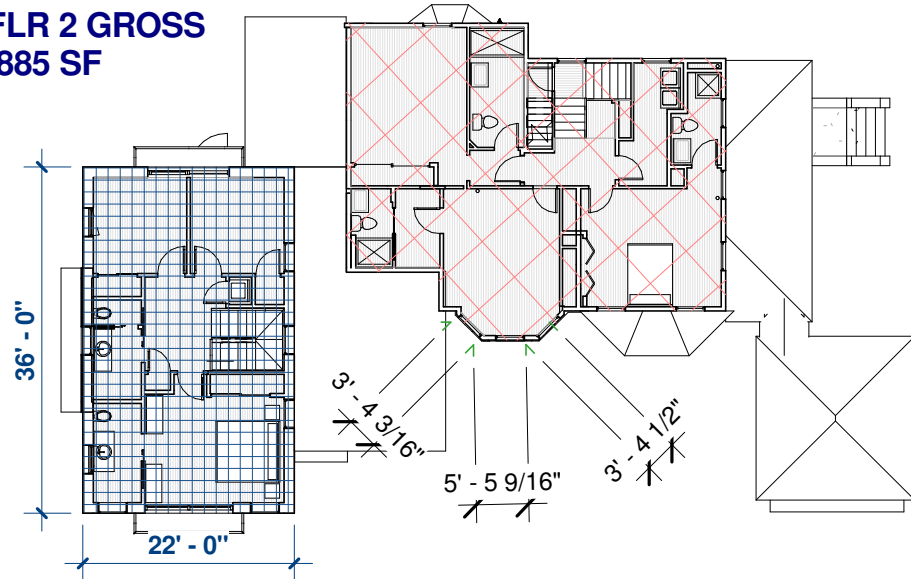 FLR 2 GROSS
885 SF
36' - 0"
22' - 0"
3' - 4 3/16"
5' - 5 9/16"
3' - 4 1/2"